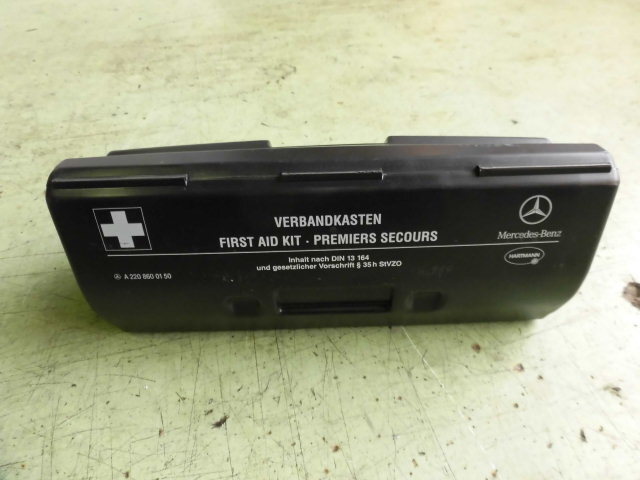 VERBANDKASTEN
FIRST AID KIT · PREMIERS SECOURS
Inhalt nach DIN 13 164
und gesetzlicher Vorschrift § 35h StVZO
A 220 860 01 50
Mercedes-Benz
HARTMANN